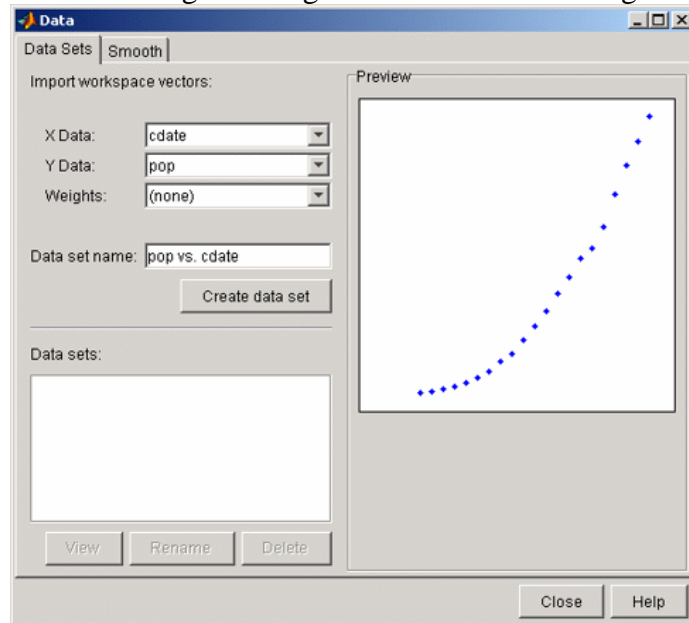 Data
Data Sets Smooth
Import workspace vectors:
X Data: cdate
Y Data: pop
Weights: (none)
Data set name: pop vs. cdate
Create data set
Data sets:
View Rename Delete
Preview
Close Help